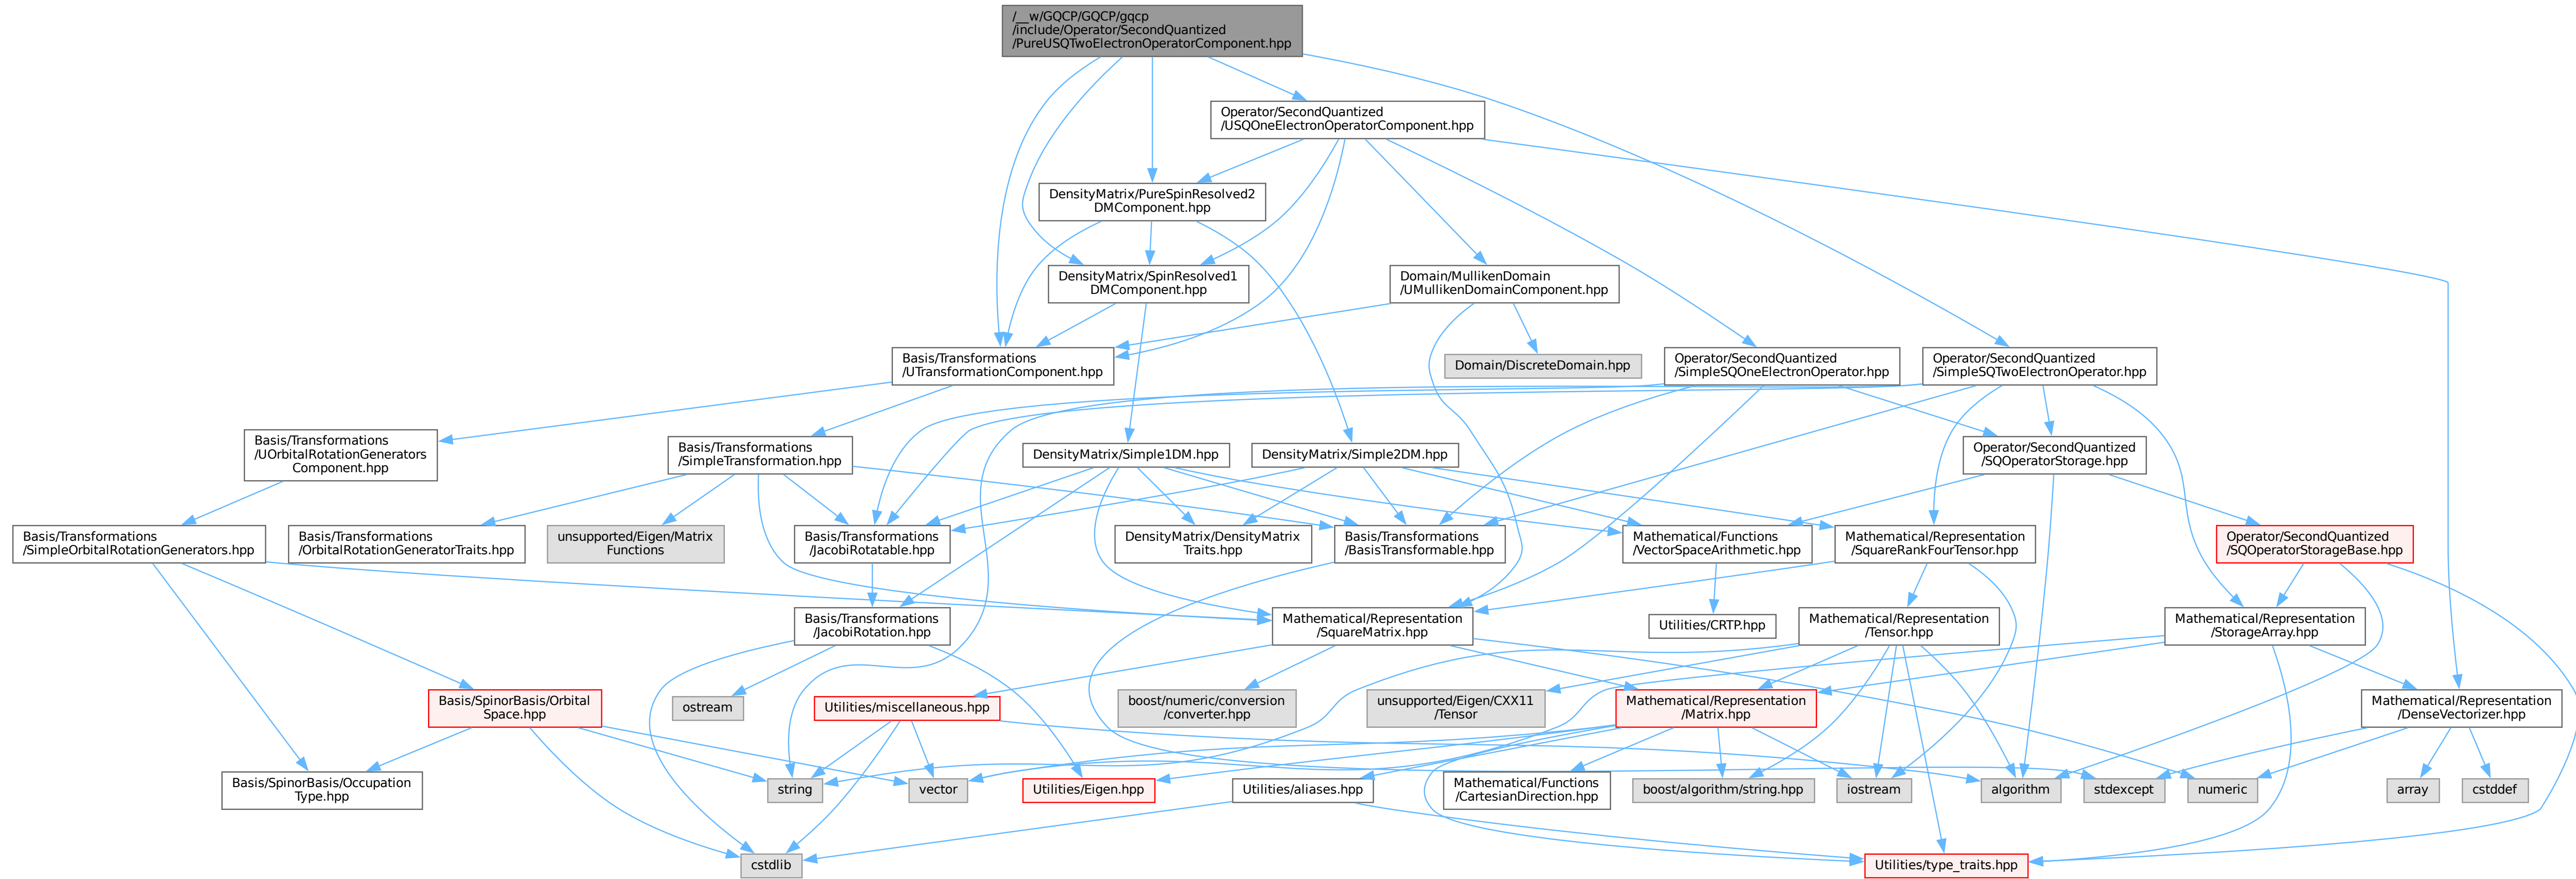 /__w/GQCP/GQCP/gqcp
/include/Operator/SecondQuantized
/PureUSQTwoElectronOperatorComponent.hpp
Operator/SecondQuantized
/USQOneElectronOperatorComponent.hpp
DensityMatrix/PureSpinResolved2
DMComponent.hpp
DensityMatrix/SpinResolved1
DMComponent.hpp
Domain/MullikenDomain
/UMullikenDomainComponent.hpp
Basis/Transformations
/UTransformationComponent.hpp
Domain/DiscreteDomain.hpp
Operator/SecondQuantized
/SimpleSQOneElectronOperator.hpp
Operator/SecondQuantized
/SimpleSQTwoElectronOperator.hpp
Basis/Transformations
/UOrbitalRotationGenerators
Component.hpp
Basis/Transformations
/SimpleTransformation.hpp
DensityMatrix/Simple1DM.hpp
DensityMatrix/Simple2DM.hpp
Operator/SecondQuantized
/SQOperatorStorage.hpp
Basis/Transformations
/SimpleOrbitalRotationGenerators.hpp
Basis/Transformations
/OrbitalRotationGeneratorTraits.hpp
unsupported/Eigen/Matrix
Functions
Basis/Transformations
/JacobiRotatable.hpp
DensityMatrix/DensityMatrix
Traits.hpp
Basis/Transformations
/BasisTransformable.hpp
Mathematical/Functions
/VectorSpaceArithmetic.hpp
Mathematical/Representation
/SquareRankFourTensor.hpp
Operator/SecondQuantized
/SQOperatorStorageBase.hpp
Basis/Transformations
/JacobiRotation.hpp
Mathematical/Representation
/SquareMatrix.hpp
Utilities/CRTP.hpp
Mathematical/Representation
/Tensor.hpp
Mathematical/Representation
/StorageArray.hpp
Basis/SpinorBasis/Orbital
Space.hpp
ostream
Utilities/miscellaneous.hpp
boost/numeric/conversion
/converter.hpp
unsupported/Eigen/CXX11
/Tensor
Mathematical/Representation
/Matrix.hpp
Mathematical/Representation
/DenseVectorizer.hpp
Basis/SpinorBasis/Occupation
Type.hpp
string
vector
Utilities/Eigen.hpp
Utilities/aliases.hpp
Mathematical/Functions
/CartesianDirection.hpp
boost/algorithm/string.hpp
iostream
algorithm
stdexcept
numeric
array
cstddef
cstdlib
Utilities/type_traits.hpp